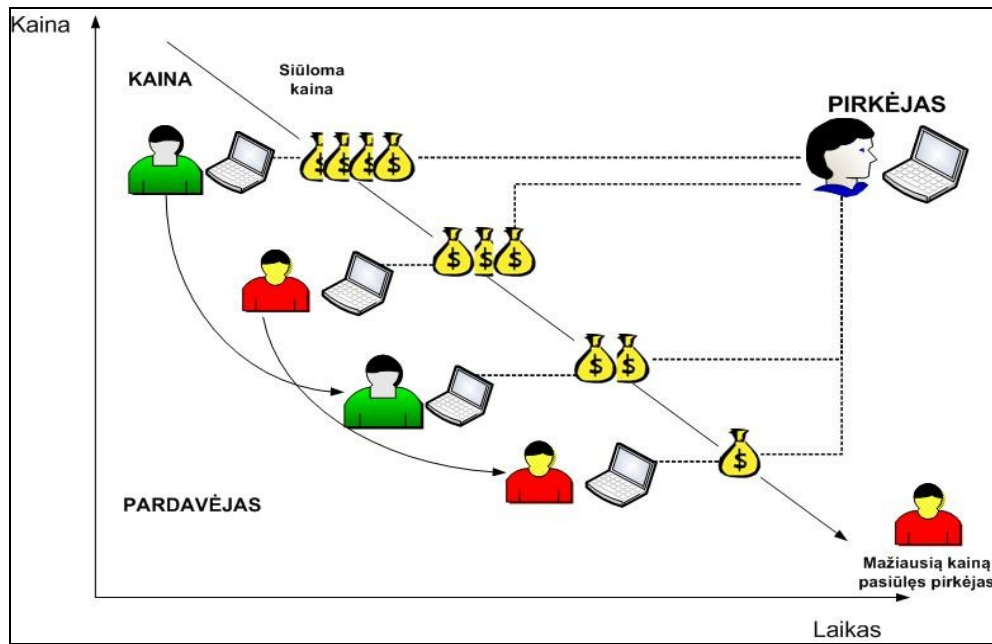 Kaina
KAINA
Siūloma
kaina
PIRKĖJAS
$ $ $ $
$ $ $
$ $
$
PARDAVĖJAS
Mažiausią kainą
pasiūlęs pirkėjas
Laikas